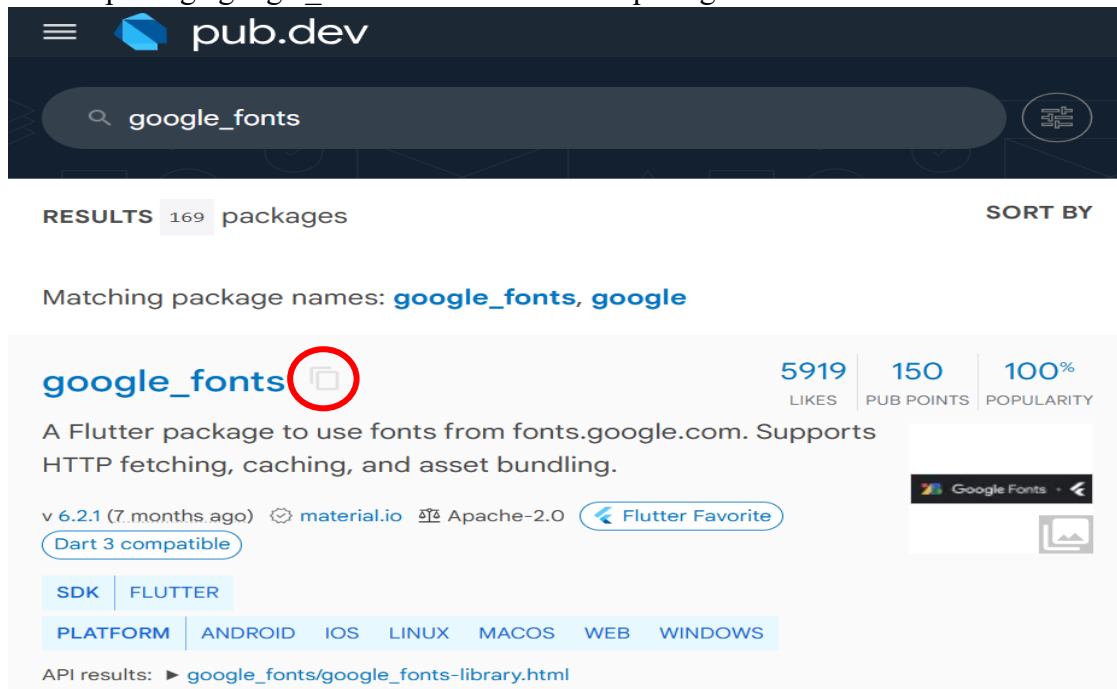 pub.dev
google_fonts
RESULTS 169 packages
SORT BY
Matching package names: google_fonts, google
google_fonts
5919 LIKES
150 PUB POINTS
100% POPULARITY
A Flutter package to use fonts from fonts.google.com. Supports
HTTP fetching, caching, and asset bundling.
Google Fonts
v 6.2.1 (7 months ago) material.io Apache-2.0 Flutter Favorite
Dart 3 compatible
SDK FLUTTER
PLATFORM ANDROID IOS LINUX MACOS WEB WINDOWS
API results: ▶ google_fonts/google_fonts-library.html